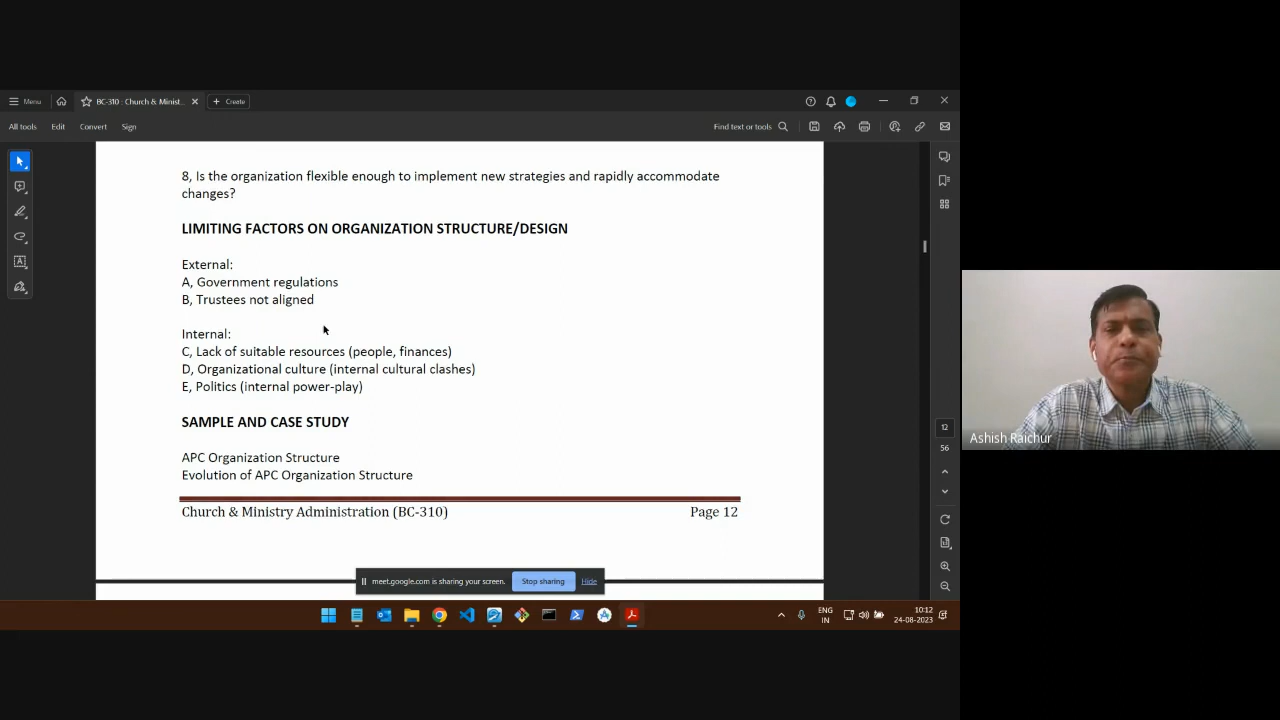 Menu
BC-310 : Church & Minist...
Create
All tools
Edit
Convert
Sign
Find text or tools
8, Is the organization flexible enough to implement new strategies and rapidly accommodate
changes?
LIMITING FACTORS ON ORGANIZATION STRUCTURE/DESIGN
External:
A, Government regulations
B, Trustees not aligned
Internal:
C, Lack of suitable resources (people, finances)
D, Organizational culture (internal cultural clashes)
E, Politics (internal power-play)
SAMPLE AND CASE STUDY
APC Organization Structure
Evolution of APC Organization Structure
Church & Ministry Administration (BC-310) Page 12
12
56
Ashish Raichur
meet.google.com is sharing your screen. Stop sharing Hide
ENG
IN
10:12
24-08-2023